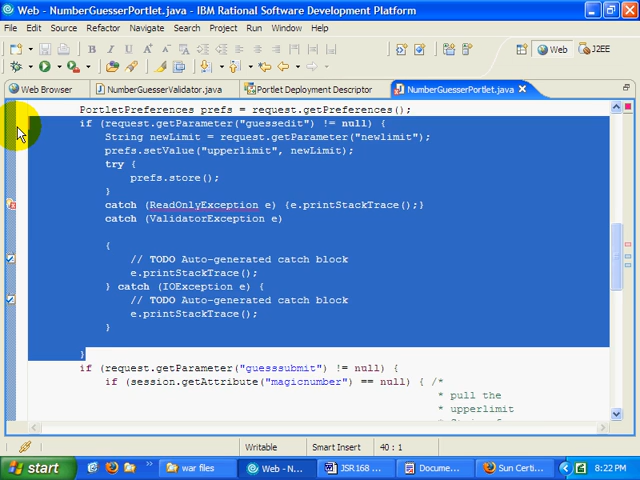 Web - NumberGuesserPortlet.java - IBM Rational Software Development Platform
File Edit Source Refactor Navigate Search Project Run Window Help
Web J2EE
Web Browser NumberGuesserValidator.java Portlet Deployment Descriptor NumberGuesserPortlet.java
PortletPreferences prefs = request.getPreferences();
if (request.getParameter("guessedit") != null) {
String newLimit = request.getParameter("newlimit");
prefs.setValue("upperlimit", newLimit);
try {
prefs.store();
}
catch (ReadOnlyException e) {e.printStackTrace();}
catch (ValidatorException e)
{
// TODO Auto-generated catch block
e.printStackTrace();
} catch (IOException e) {
// TODO Auto-generated catch block
e.printStackTrace();
}
}
if (request.getParameter("guesssubmit") != null) {
if (session.getAttribute("magicnumber") == null) { /*
* pull the
* upperlimit
Writable Smart Insert 40 : 1
start war files Web - N... JSR168 ... Docume... Sun Certi... 8:22 PM